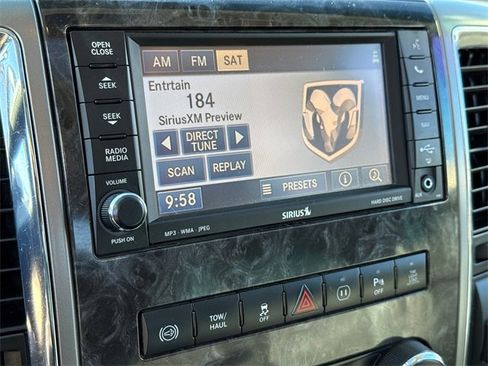 OPEN
CLOSE
SEEK
SEEK
RADIO
MEDIA
VOLUME
PUSH ON
AM FM SAT
Entrtain
184
SiriusXM Preview
DIRECT
TUNE
SCAN REPLAY
9:58 PRESETS
SIRIUS
HARD DISC DRIVE
MP3 · WMA · JPEG
MENU
NAV
AUX
TOW/
HAUL
OFF
OFF